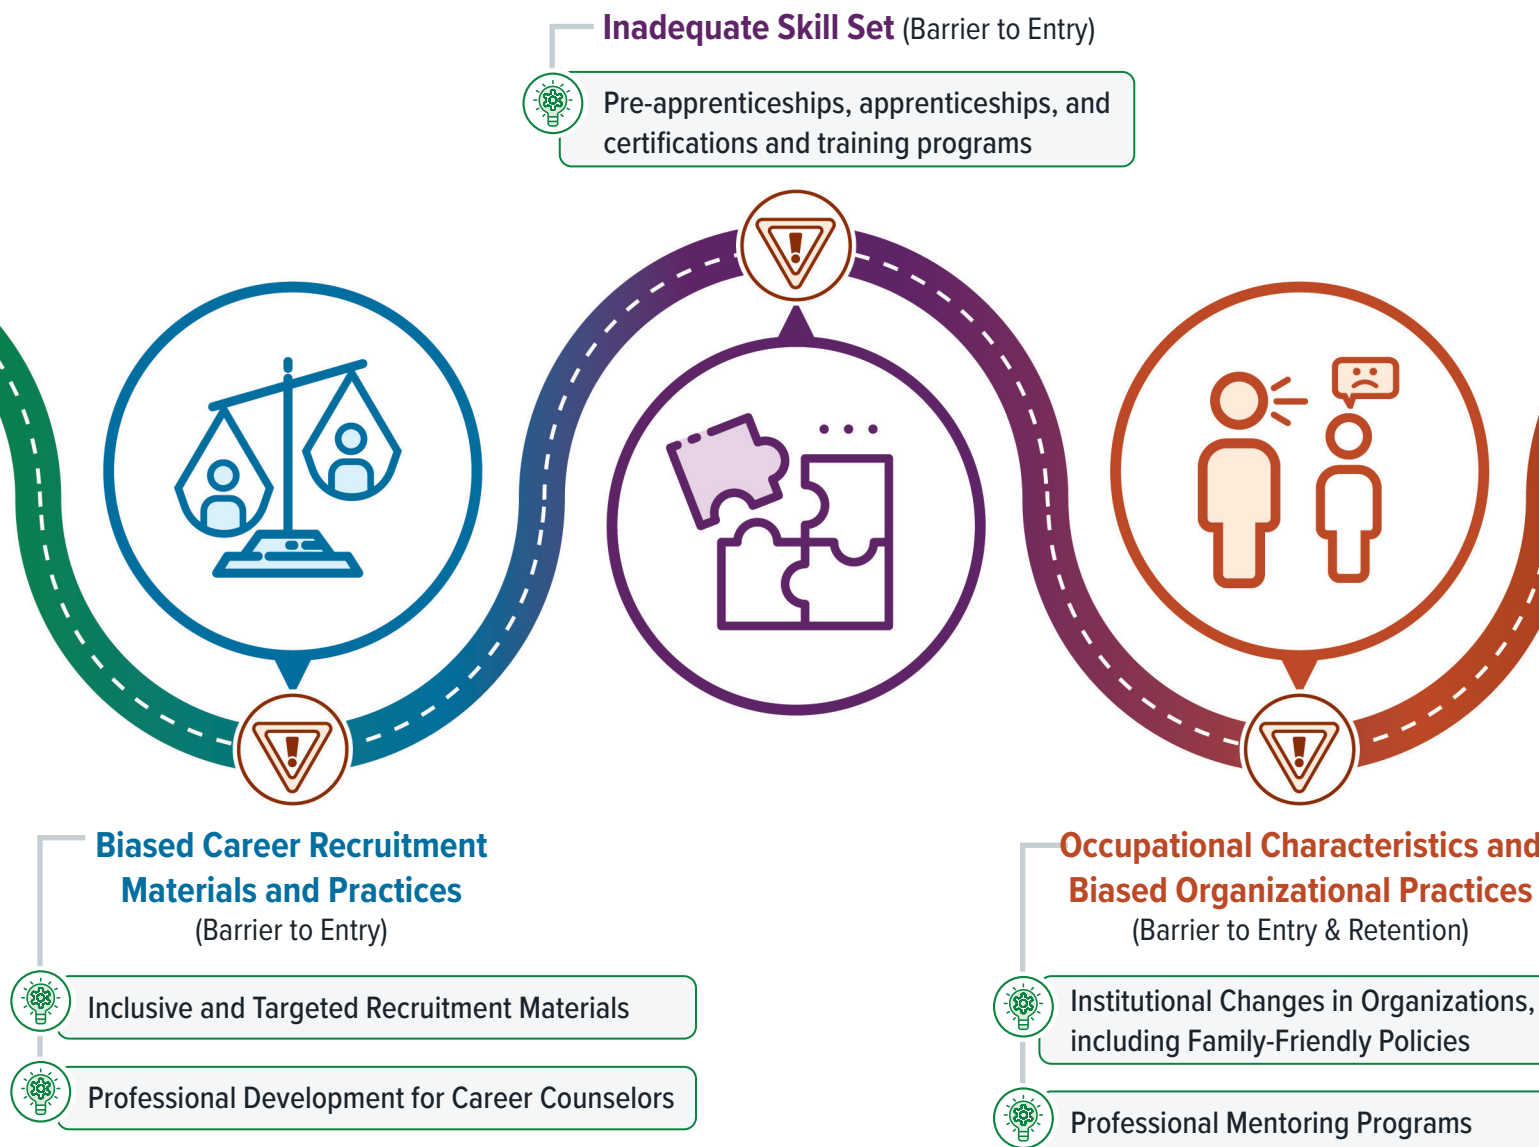 Inadequate Skill Set (Barrier to Entry)
Pre-apprenticeships, apprenticeships, and
certifications and training programs
Biased Career Recruitment
Materials and Practices
(Barrier to Entry)
Inclusive and Targeted Recruitment Materials
Professional Development for Career Counselors
Occupational Characteristics and
Biased Organizational Practices
(Barrier to Entry & Retention)
Institutional Changes in Organizations,
including Family-Friendly Policies
Professional Mentoring Programs